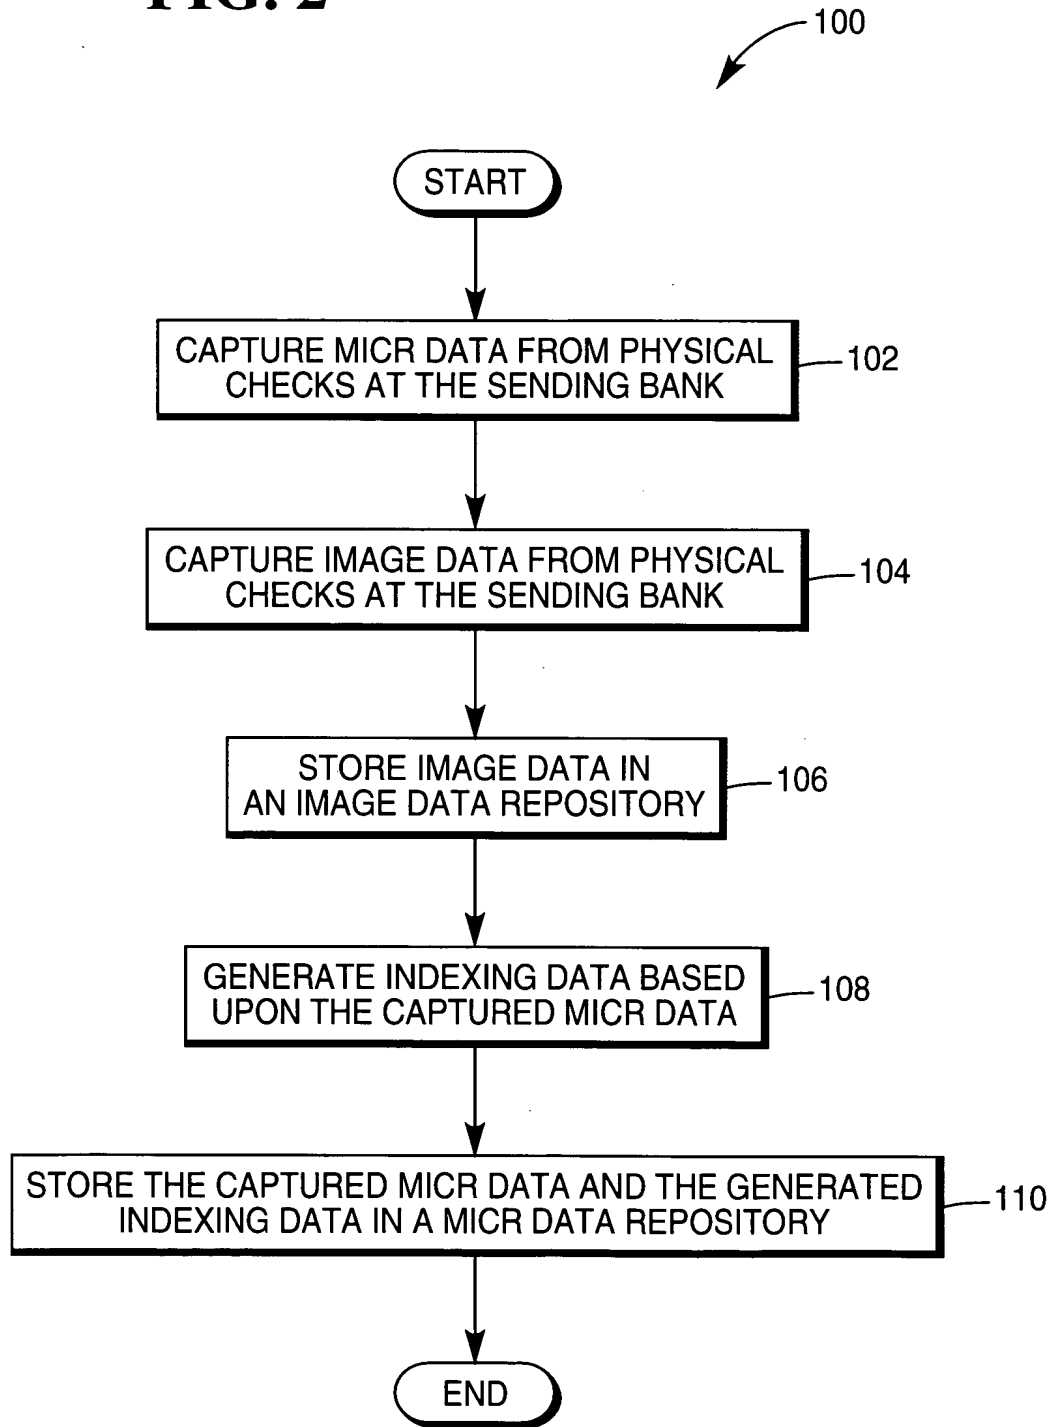 FIG. 2
100
START
CAPTURE MICR DATA FROM PHYSICAL
CHECKS AT THE SENDING BANK
102
CAPTURE IMAGE DATA FROM PHYSICAL
CHECKS AT THE SENDING BANK
104
STORE IMAGE DATA IN
AN IMAGE DATA REPOSITORY
106
GENERATE INDEXING DATA BASED
UPON THE CAPTURED MICR DATA
108
STORE THE CAPTURED MICR DATA AND THE GENERATED
INDEXING DATA IN A MICR DATA REPOSITORY
110
END